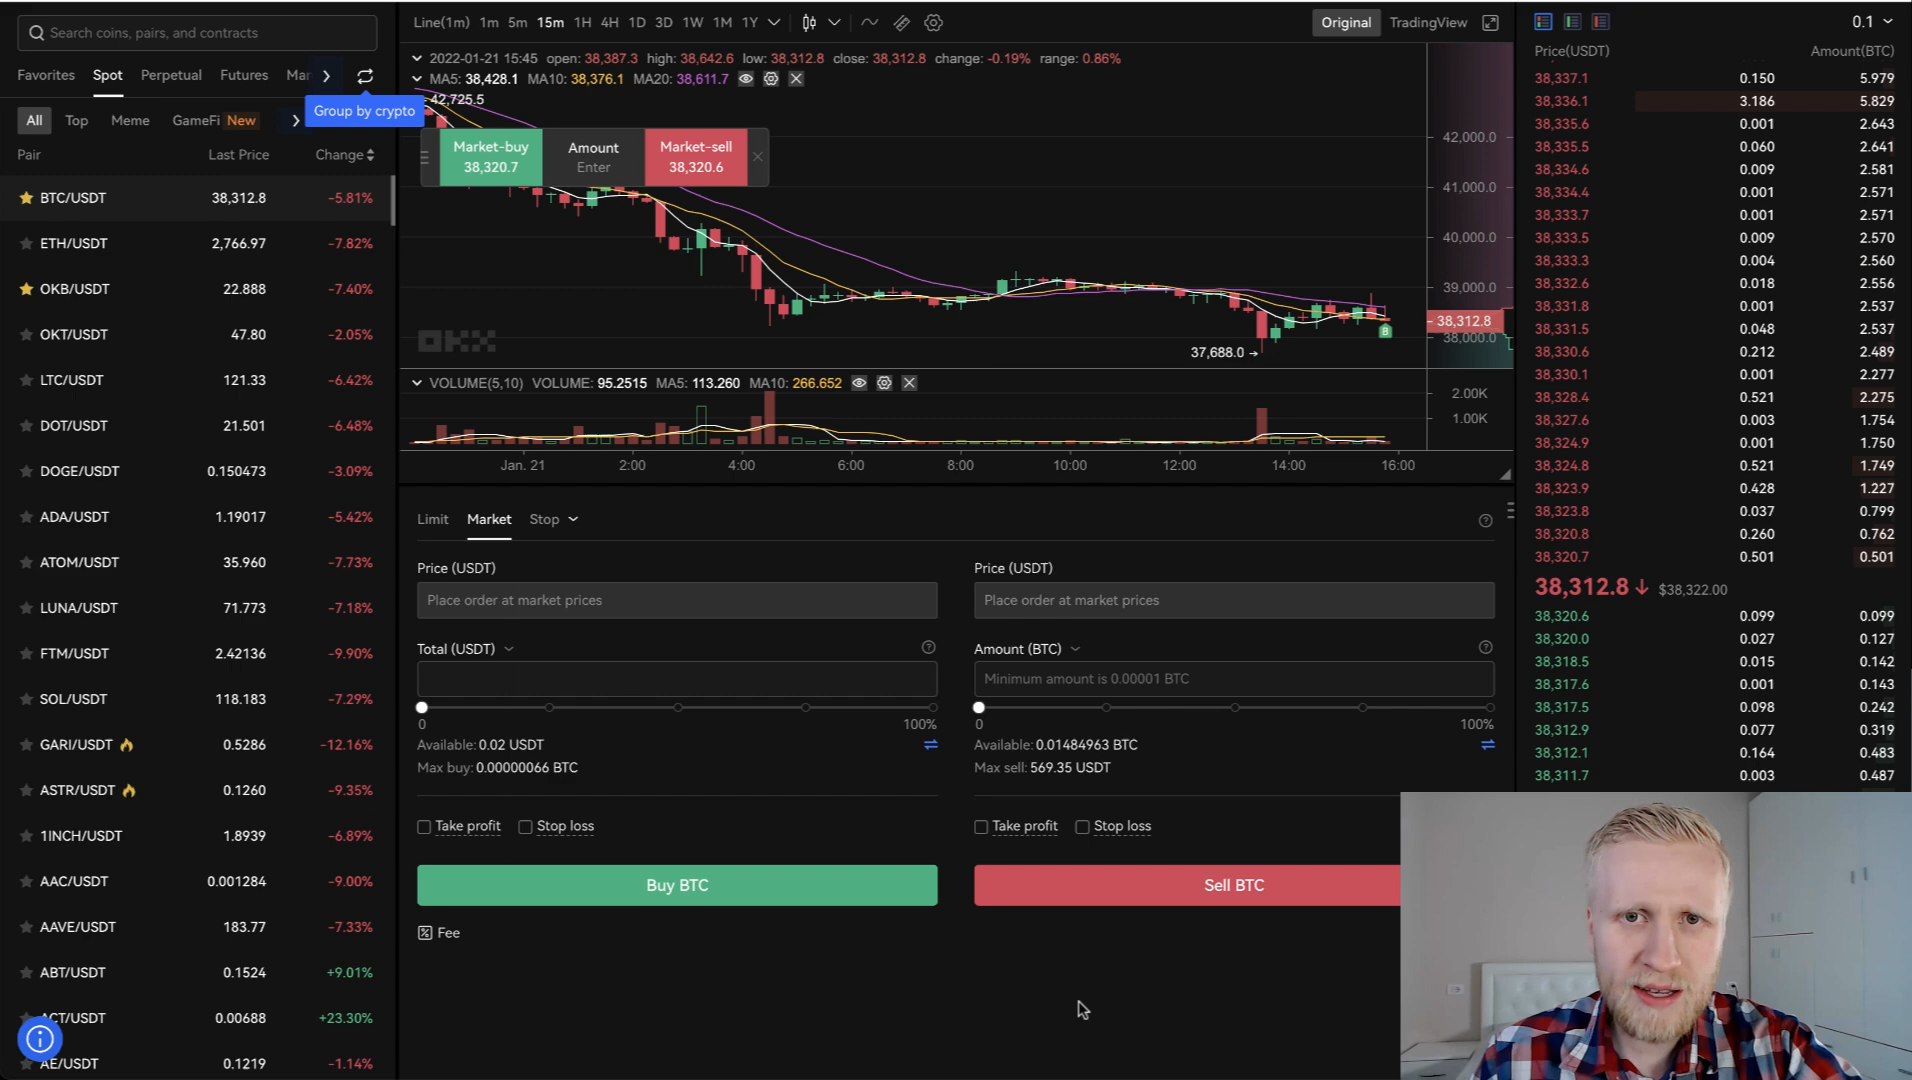 Search coins, pairs, and contracts
Favorites Spot Perpetual Futures Mar
Group by crypto
All Top Meme GameFi New
Pair Last Price Change
BTC/USDT 38,312.8 -5.81%
ETH/USDT 2,766.97 -7.82%
OKB/USDT 22.888 -7.40%
OKT/USDT 47.80 -2.05%
LTC/USDT 121.33 -6.42%
DOT/USDT 21.501 -6.48%
DOGE/USDT 0.150473 -3.09%
ADA/USDT 1.19017 -5.42%
ATOM/USDT 35.960 -7.73%
LUNA/USDT 71.773 -7.18%
FTM/USDT 2.42136 -9.90%
SOL/USDT 118.183 -7.29%
GARI/USDT 0.5286 -12.16%
ASTR/USDT 0.1260 -9.35%
1INCH/USDT 1.8939 -6.89%
AAC/USDT 0.001284 -9.00%
AAVE/USDT 183.77 -7.33%
ABT/USDT 0.1524 +9.01%
ACT/USDT 0.00688 +23.30%
AE/USDT 0.1219 -1.14%
Line(1m) 1m 5m 15m 1H 4H 1D 3D 1W 1M 1Y
Original TradingView
2022-01-21 15:45 open: 38,387.3 high: 38,642.6 low: 38,312.8 close: 38,312.8 change: -0.19% range: 0.86%
MA5: 38,428.1 MA10: 38,376.1 MA20: 38,611.7
42,725.5
Market-buy Amount Market-sell
38,320.7 Enter 38,320.6
42,000.0
41,000.0
40,000.0
39,000.0
38,312.8
38,000.0
B
OKX
37,688.0
VOLUME(5,10) VOLUME: 95.2515 MA5: 113.260 MA10: 266.652
2.00K
1.00K
Jan. 21 2:00 4:00 6:00 8:00 10:00 12:00 14:00 16:00
Limit Market Stop
Price (USDT)
Place order at market prices
Total (USDT)
0 100%
Available: 0.02 USDT
Max buy: 0.00000066 BTC
Take profit Stop loss
Buy BTC
Fee
Price (USDT)
Place order at market prices
Amount (BTC)
Minimum amount is 0.00001 BTC
0 100%
Available: 0.01484963 BTC
Max sell: 569.35 USDT
Take profit Stop loss
Sell BTC
0.1
Price(USDT) Amount(BTC)
38,337.1 0.150 5.979
38,336.1 3.186 5.829
38,335.6 0.001 2.643
38,335.5 0.060 2.641
38,334.6 0.009 2.581
38,334.4 0.001 2.571
38,333.7 0.001 2.571
38,333.5 0.009 2.570
38,333.3 0.004 2.560
38,332.6 0.018 2.556
38,331.8 0.001 2.537
38,331.5 0.048 2.537
38,330.6 0.212 2.489
38,330.1 0.001 2.277
38,328.4 0.521 2.275
38,327.6 0.003 1.754
38,324.9 0.001 1.750
38,324.8 0.521 1.749
38,323.9 0.428 1.227
38,323.8 0.037 0.799
38,320.8 0.260 0.762
38,320.7 0.501 0.501
38,312.8 $38,322.00
38,320.6 0.099 0.099
38,320.0 0.027 0.127
38,318.5 0.015 0.142
38,317.6 0.001 0.143
38,317.5 0.098 0.242
38,312.9 0.077 0.319
38,312.1 0.164 0.483
38,311.7 0.003 0.487